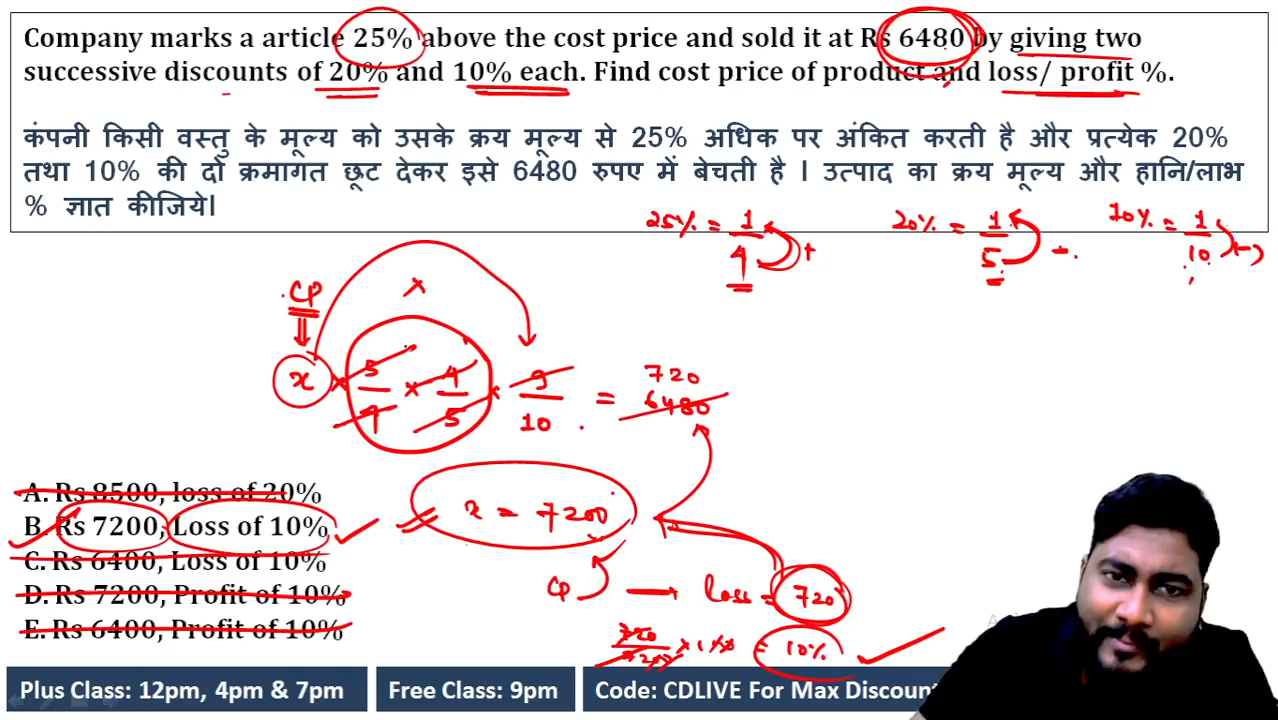 Company marks a article 25% above the cost price and sold it at Rs 6480 by giving two
successive discounts of 20% and 10% each. Find cost price of product and loss/ profit %.
कंपनी किसी वस्तु के मूल्य को उसके क्रय मूल्य से 25% अधिक पर अंकित करती है और प्रत्येक 20%
तथा 10% की दो क्रमागत छूट देकर इसे 6480 रुपए में बेचती है । उत्पाद का क्रय मूल्य और हानि/लाभ
% ज्ञात कीजिये।
25% = 1/4 + 20% = 1/5 - 10% = 1/10 (-)
CP
x
x × 5/4 × 4/5 × 9/10 = 6480
720
A. Rs 8500, loss of 20%
B. Rs 7200, Loss of 10%
x = 7200
C. Rs 6400, Loss of 10%
D. Rs 7200, Profit of 10%
CP → loss = 720
E. Rs 6400, Profit of 10%
720/7200 × 100 = 10%
Plus Class: 12pm, 4pm & 7pm
Free Class: 9pm
Code: CDLIVE For Max Discount